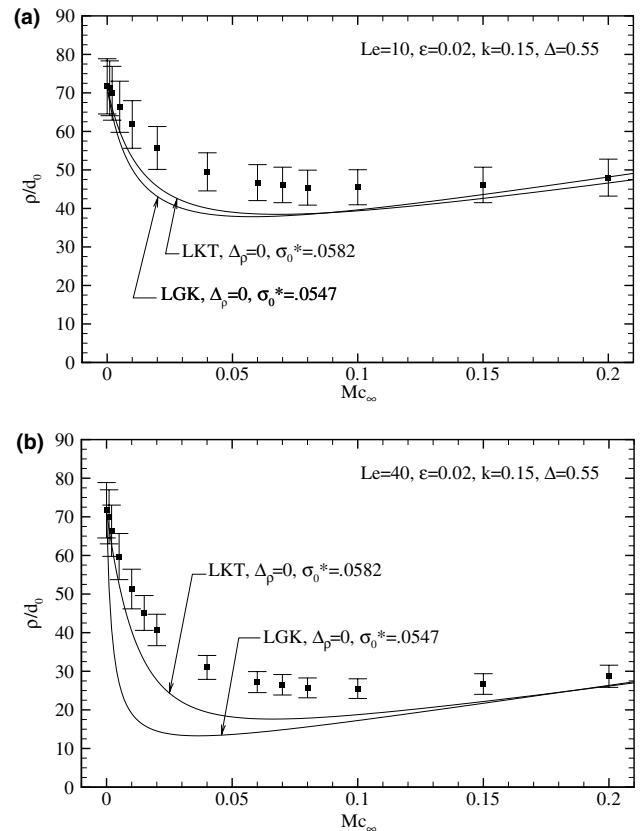 (a)
90
80
70
60
50
40
30
20
10
0
ρ/d₀
Le=10, ε=0.02, k=0.15, Δ=0.55
LKT, Δρ=0, σ₀*=.0582
LGK, Δρ=0, σ₀*=.0547
0 0.05 0.1 0.15 0.2
Mc∞
(b)
90
80
70
60
50
40
30
20
10
0
ρ/d₀
Le=40, ε=0.02, k=0.15, Δ=0.55
LKT, Δρ=0, σ₀*=.0582
LGK, Δρ=0, σ₀*=.0547
0 0.05 0.1 0.15 0.2
Mc∞